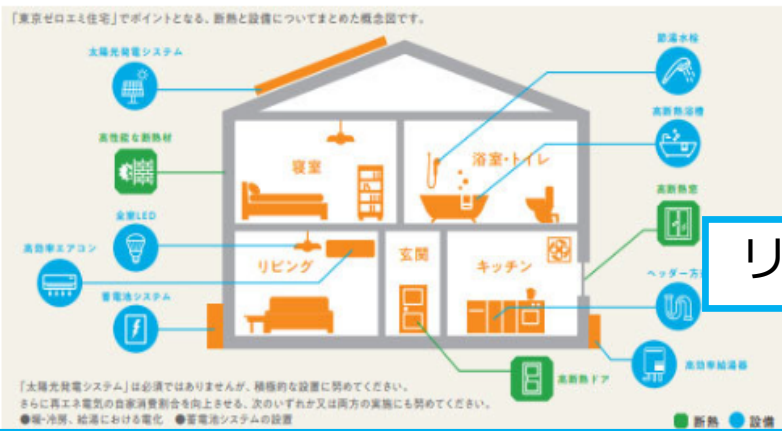 「東京ゼロエミ住宅」でポイントとなる、断熱と設備についてまとめた概念図です。
太陽光発電システム
節湯水栓
高断熱浴槽
高性能な断熱材
寝室
浴室・トイレ
高断熱窓
全室LED
高効率エアコン
リビング
玄関
キッチン
リ
ヘッダー方
蓄電池システム
高効率給湯器
高断熱ドア
「太陽光発電システム」は必須ではありませんが、積極的な設置に努めてください。
さらに再エネ電気の自家消費割合を向上させる、次のいずれか又は両方の実施にも努めてください。
●暖・冷房、給湯における電化 ●蓄電池システムの設置
断熱 設備